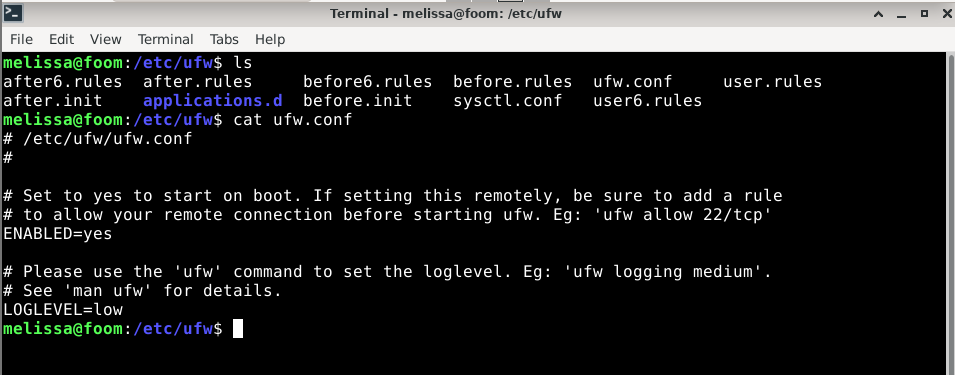 Terminal - melissa@foom: /etc/ufw
File Edit View Terminal Tabs Help
melissa@foom:/etc/ufw$ ls
after6.rules after.rules before6.rules before.rules ufw.conf user.rules
after.init applications.d before.init sysctl.conf user6.rules
melissa@foom:/etc/ufw$ cat ufw.conf
# /etc/ufw/ufw.conf
#
# Set to yes to start on boot. If setting this remotely, be sure to add a rule
# to allow your remote connection before starting ufw. Eg: 'ufw allow 22/tcp'
ENABLED=yes
# Please use the 'ufw' command to set the loglevel. Eg: 'ufw logging medium'.
# See 'man ufw' for details.
LOGLEVEL=low
melissa@foom:/etc/ufw$